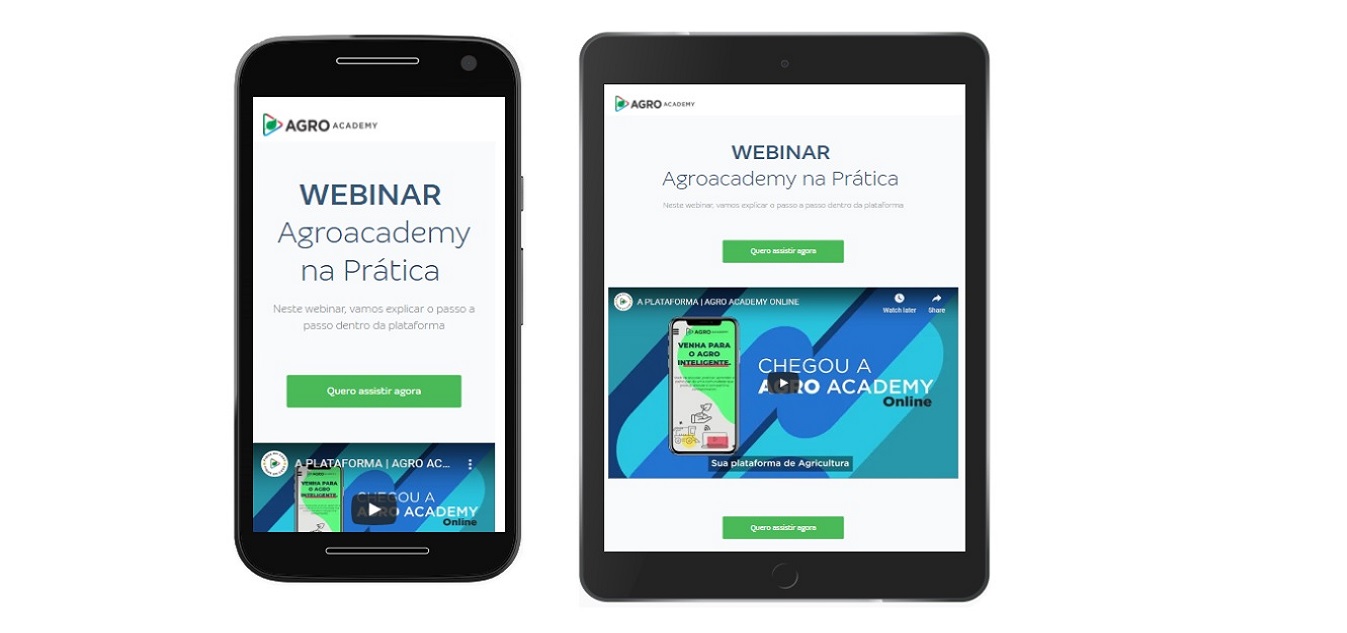 AGRO ACADEMY
WEBINAR
Agroacademy
na Prática
Neste webinar, vamos explicar o passo a
passo dentro da plataforma
Quero assistir agora
A PLATAFORMA | AGRO AC...
AGRO ACADEMY
VENHA PARA
O AGRO
INTELIGENTE.
CHEGOU A
AGRO ACADEMY
Online
AGRO ACADEMY
WEBINAR
Agroacademy na Prática
Neste webinar, vamos explicar o passo a passo dentro da plataforma
Quero assistir agora
A PLATAFORMA | AGRO ACADEMY ONLINE
Watch later
Share
AGRO ACADEMY
VENHA PARA
O AGRO
INTELIGENTE.
CHEGOU A
AGRO ACADEMY
Online
Sua plataforma de Agricultura
Quero assistir agora